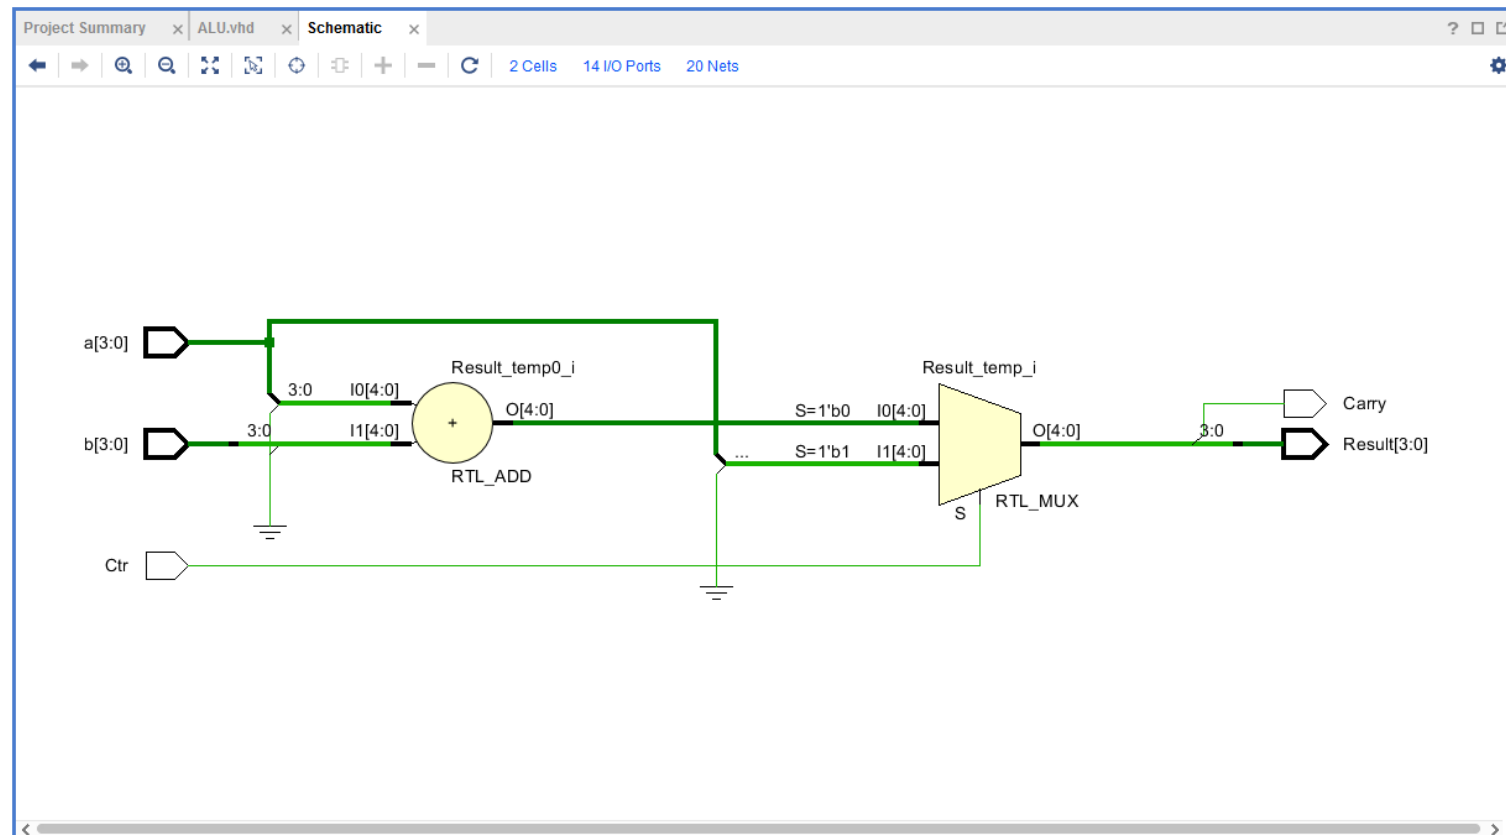 Project Summary × ALU.vhd × Schematic × ?
2 Cells 14 I/O Ports 20 Nets
a[3:0]
Result_temp0_i
Result_temp_i
3:0 I0[4:0]
O[4:0]
S=1'b0 I0[4:0]
Carry
b[3:0]
3:0 I1[4:0]
+
... S=1'b1 I1[4:0]
O[4:0]
3:0
Result[3:0]
RTL_ADD
S
RTL_MUX
Ctr